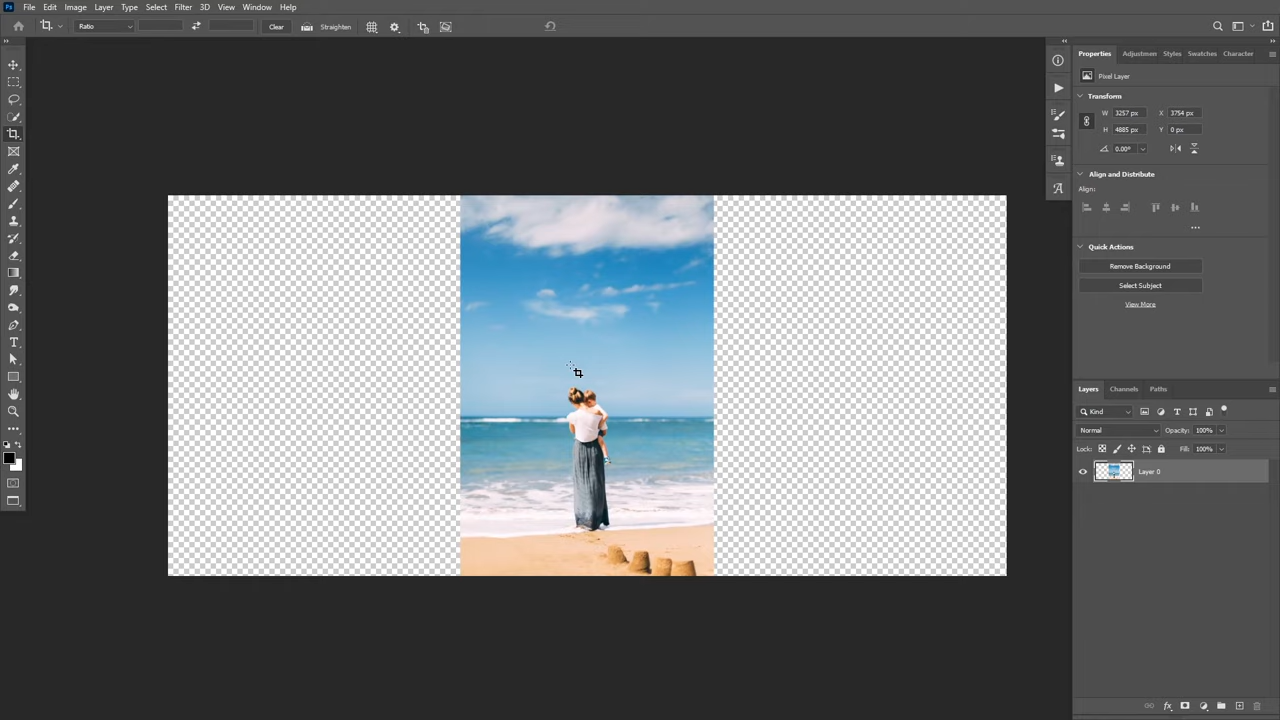 Ps File Edit Image Layer Type Select Filter 3D View Window Help
Ratio Clear Straighten
Properties Adjustmen Styles Swatches Character
Pixel Layer
Transform
W 3257 px X 3754 px
H 4885 px Y 0 px
0.00°
Align and Distribute
Align:
Quick Actions
Remove Background
Select Subject
View More
Layers Channels Paths
Kind
Normal Opacity: 100%
Lock: Fill: 100%
Layer 0